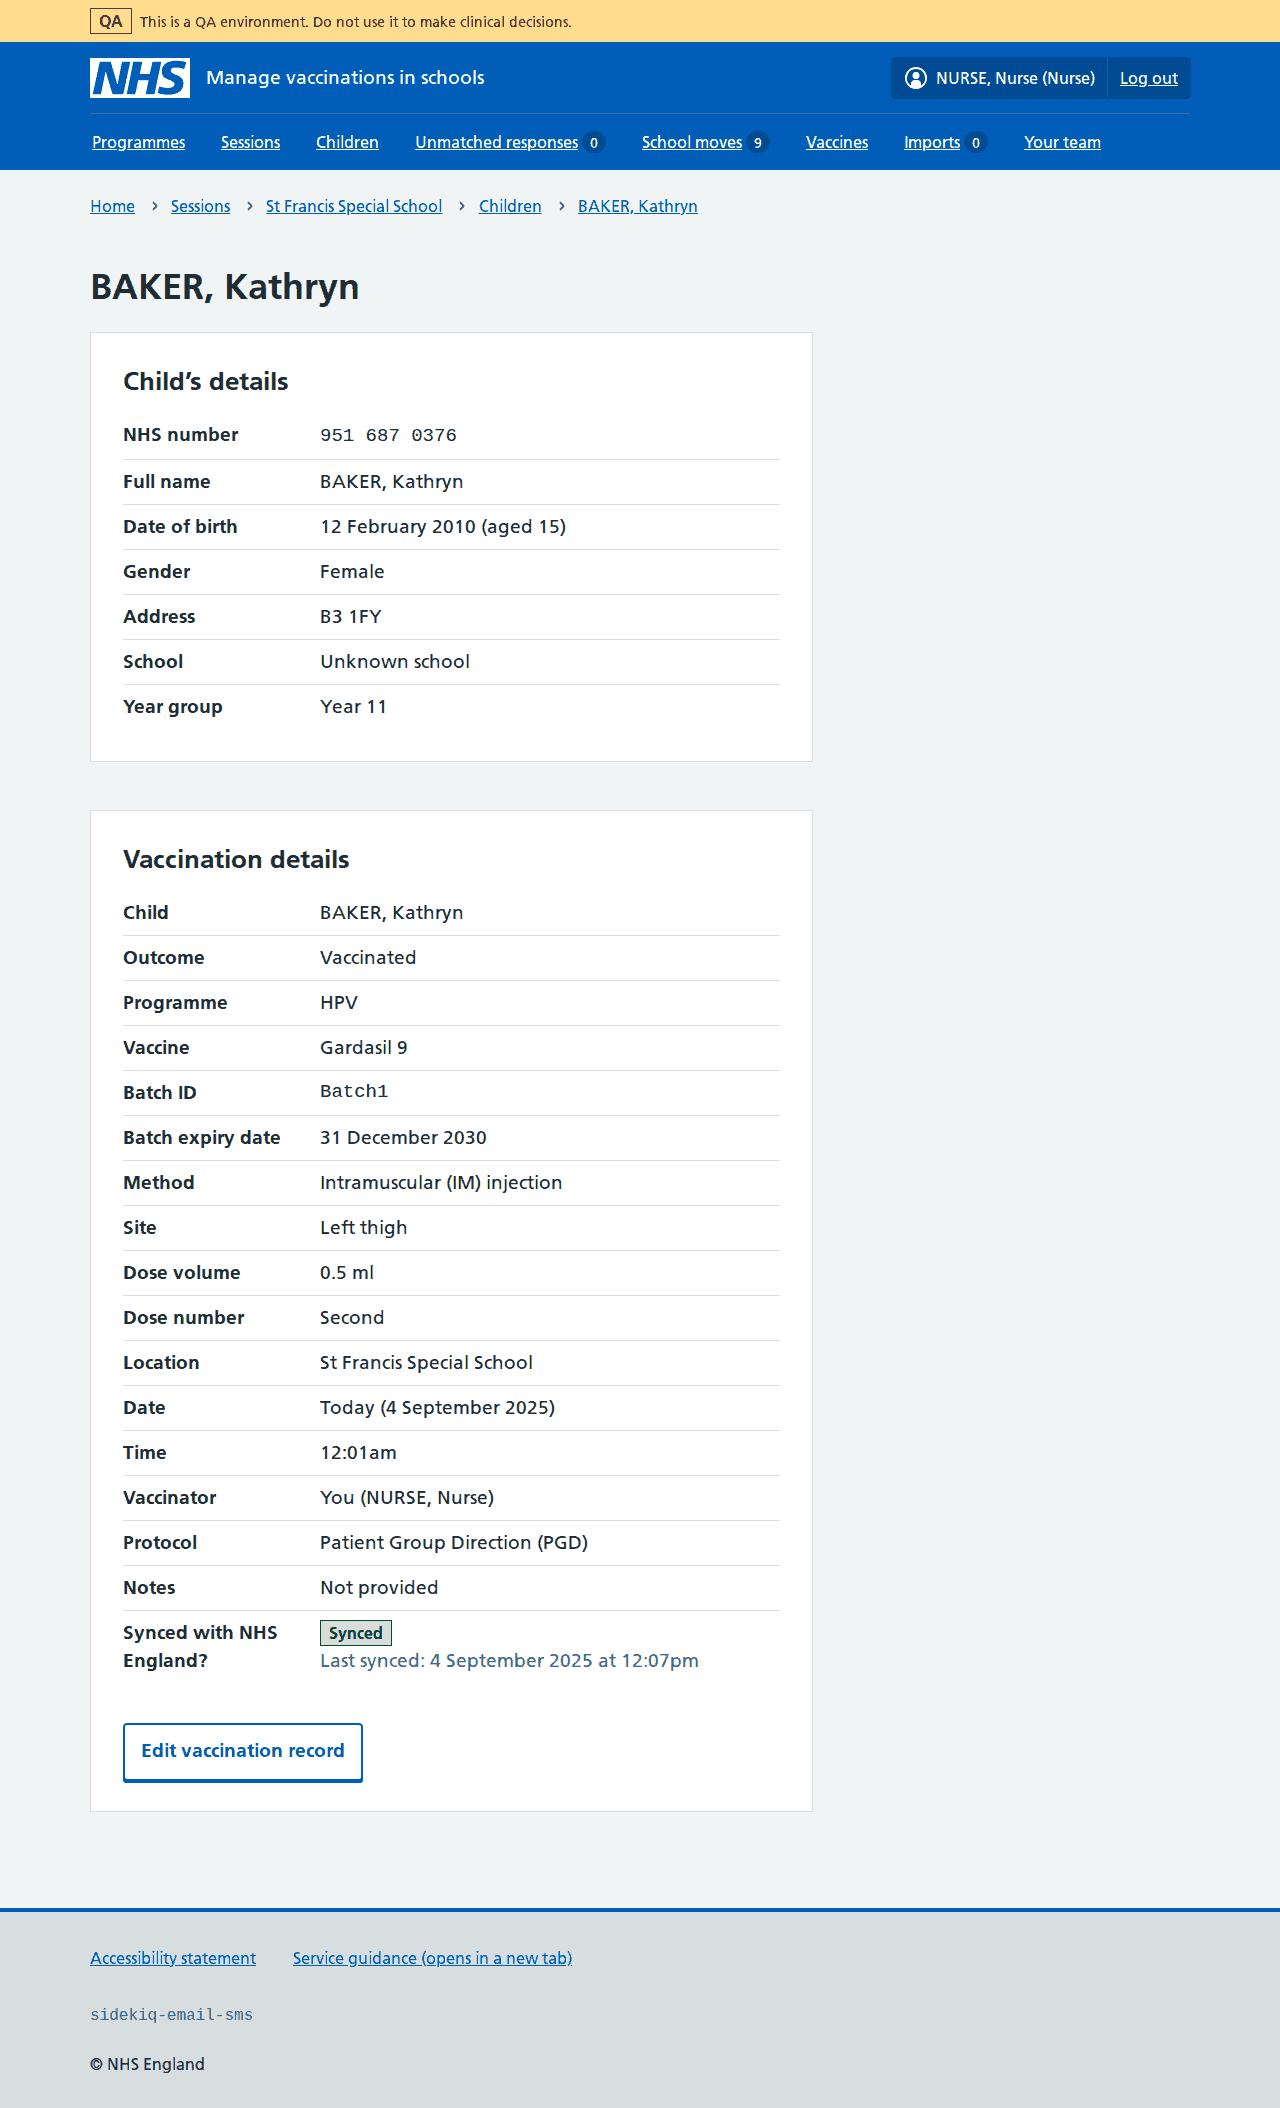 QA This is a QA environment. Do not use it to make clinical decisions.
NHS Manage vaccinations in schools NURSE, Nurse (Nurse) Log out
Programmes Sessions Children Unmatched responses 0 School moves 9 Vaccines Imports 0 Your team
Home › Sessions › St Francis Special School › Children › BAKER, Kathryn
BAKER, Kathryn
Child’s details
NHS number 951 687 0376
Full name BAKER, Kathryn
Date of birth 12 February 2010 (aged 15)
Gender Female
Address B3 1FY
School Unknown school
Year group Year 11
Vaccination details
Child BAKER, Kathryn
Outcome Vaccinated
Programme HPV
Vaccine Gardasil 9
Batch ID Batch1
Batch expiry date 31 December 2030
Method Intramuscular (IM) injection
Site Left thigh
Dose volume 0.5 ml
Dose number Second
Location St Francis Special School
Date Today (4 September 2025)
Time 12:01am
Vaccinator You (NURSE, Nurse)
Protocol Patient Group Direction (PGD)
Notes Not provided
Synced with NHS England? Synced
Last synced: 4 September 2025 at 12:07pm
Edit vaccination record
Accessibility statement Service guidance (opens in a new tab)
sidekiq-email-sms
© NHS England